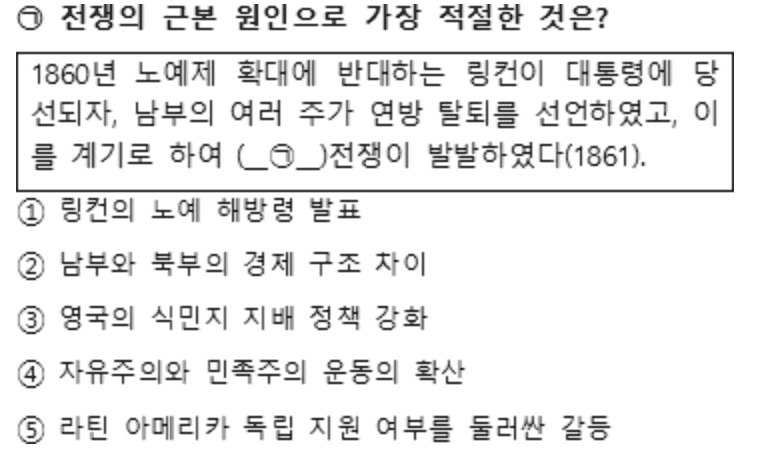 ㉠ 전쟁의 근본 원인으로 가장 적절한 것은?
1860년 노예제 확대에 반대하는 링컨이 대통령에 당
선되자, 남부의 여러 주가 연방 탈퇴를 선언하였고, 이
를 계기로 하여 (_㉠_)전쟁이 발발하였다(1861).
① 링컨의 노예 해방령 발표
② 남부와 북부의 경제 구조 차이
③ 영국의 식민지 지배 정책 강화
④ 자유주의와 민족주의 운동의 확산
⑤ 라틴 아메리카 독립 지원 여부를 둘러싼 갈등